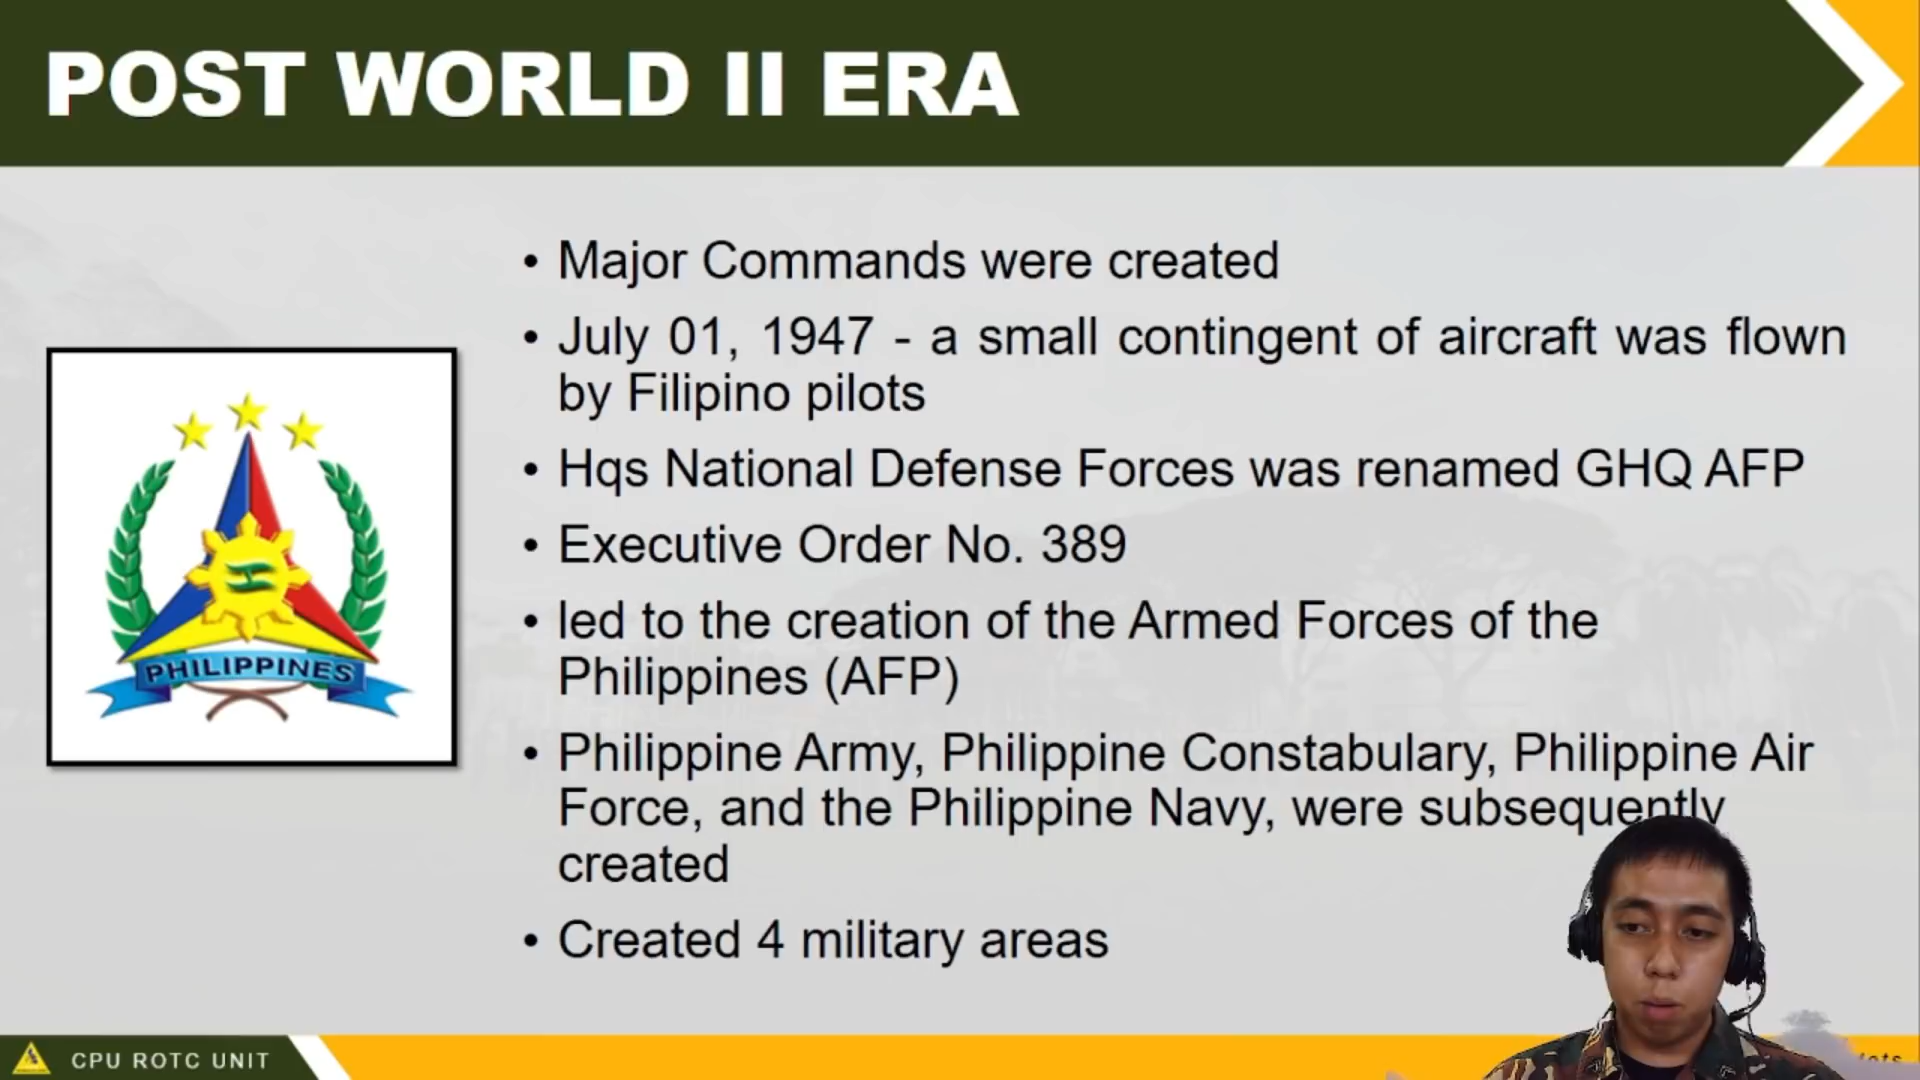 POST WORLD II ERA
• Major Commands were created
• July 01, 1947 - a small contingent of aircraft was flown
by Filipino pilots
• Hqs National Defense Forces was renamed GHQ AFP
• Executive Order No. 389
• led to the creation of the Armed Forces of the
Philippines (AFP)
• Philippine Army, Philippine Constabulary, Philippine Air
Force, and the Philippine Navy, were subsequently
created
• Created 4 military areas
PHILIPPINES
CPU ROTC UNIT